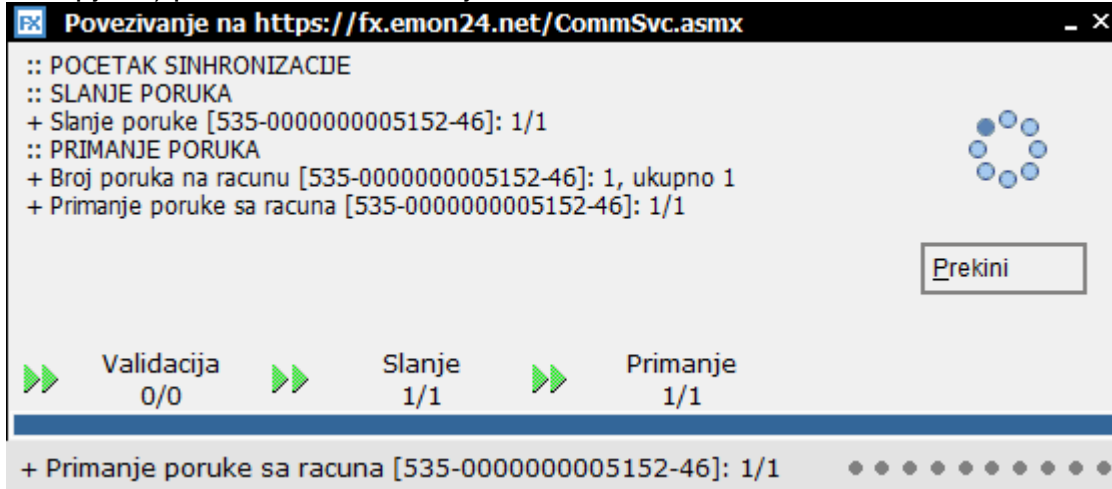 FX Povezivanje na https://fx.emon24.net/CommSvc.asmx
:: POCETAK SINHRONIZACIJE
:: SLANJE PORUKA
+ Slanje poruke [535-0000000005152-46]: 1/1
:: PRIMANJE PORUKA
+ Broj poruka na racunu [535-0000000005152-46]: 1, ukupno 1
+ Primanje poruke sa racuna [535-0000000005152-46]: 1/1
Prekini
Validacija Slanje Primanje
0/0 1/1 1/1
+ Primanje poruke sa racuna [535-0000000005152-46]: 1/1